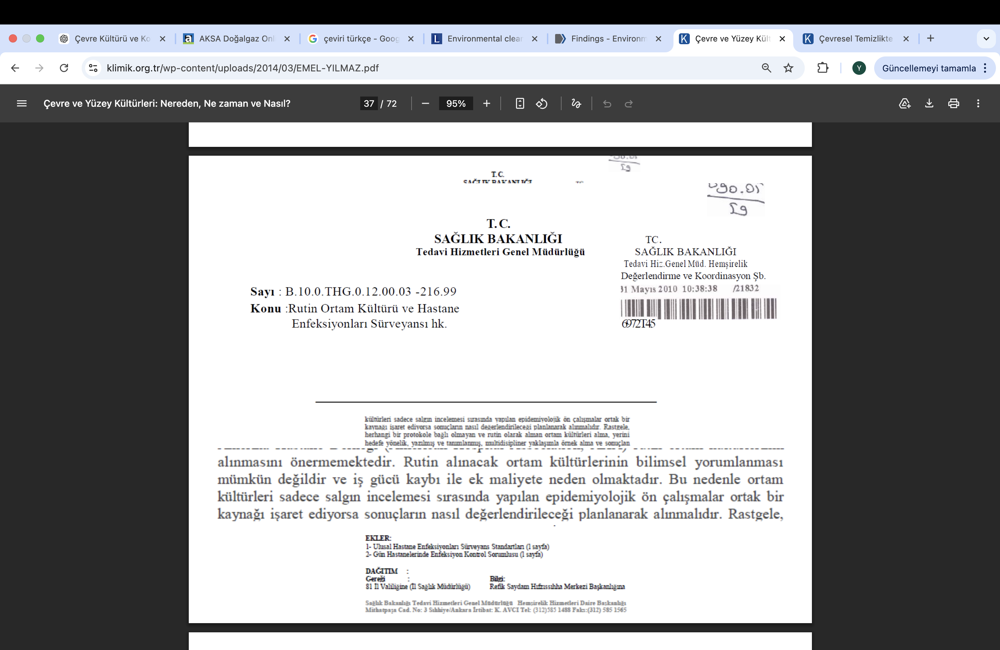 Çevre Kültürü ve Ko
AKSA Doğalgaz Onl
çeviri türkçe - Goog
Environmental clear
Findings - Environm
Çevre ve Yüzey Kült
Çevresel Temizlikte
klimik.org.tr/wp-content/uploads/2014/03/EMEL-YILMAZ.pdf
Y
Güncellemeyi tamamla
Çevre ve Yüzey Kültürleri: Nereden, Ne zaman ve Nasıl?
37 / 72
95%
T.C.
SAĞLIK BAKANLIĞI
T.C.
SAĞLIK BAKANLIĞI
Tedavi Hizmetleri Genel Müdürlüğü
TC.
SAĞLIK BAKANLIĞI
Tedavi Hiz.Genel Müd. Hemşirelik
Değerlendirme ve Koordinasyon Şb.
31 Mayıs 2010 10:38:38 /21832
6972T45
Sayı : B.10.0.THG.0.12.00.03 -216.99
Konu :Rutin Ortam Kültürü ve Hastane
Enfeksiyonları Sürveyansı hk.
kültürleri sadece salgın incelemesi sırasında yapılan epidemiyolojik ön çalışmalar ortak bir
kaynağı işaret ediyorsa sonuçların nasıl değerlendirileceği planlanarak alınmalıdır. Rastgele,
herhangi bir protokole bağlı olmayan ve rutin olarak alman ortam kültürleri alma, yerini
hedefe yönelik, yazılmış ve tanımlanmış, multidisipliner yaklaşımla örnek alma ve sonuçlan
alınmasını önermemektedir. Rutin alınacak ortam kültürlerinin bilimsel yorumlanması
mümkün değildir ve iş gücü kaybı ile ek maliyete neden olmaktadır. Bu nedenle ortam
kültürleri sadece salgın incelemesi sırasında yapılan epidemiyolojik ön çalışmalar ortak bir
kaynağı işaret ediyorsa sonuçların nasıl değerlendirileceği planlanarak alınmalıdır. Rastgele,
EKLER:
1- Ulusal Hastane Enfeksiyonları Sürveyans Standartları (1 sayfa)
2- Gün Hastanelerinde Enfeksiyon Kontrol Sorumlusu (1 sayfa)
DAĞITIM :
Gereği :
Bilgi:
81 İl Valiliğine (İl Sağlık Müdürlüğü)
Refik Saydam Hıfzıssıhha Merkezi Başkanlığına
Sağlık Bakanlığı Tedavi Hizmetleri Genel Müdürlüğü Hemşirelik Hizmetleri Daire Başkanlığı
Mithatpaşa Cad. No: 3 Sıhhiye/Ankara İrtibat: K. AVCI Tel: (312)585 1488 Faks:(312) 585 1565